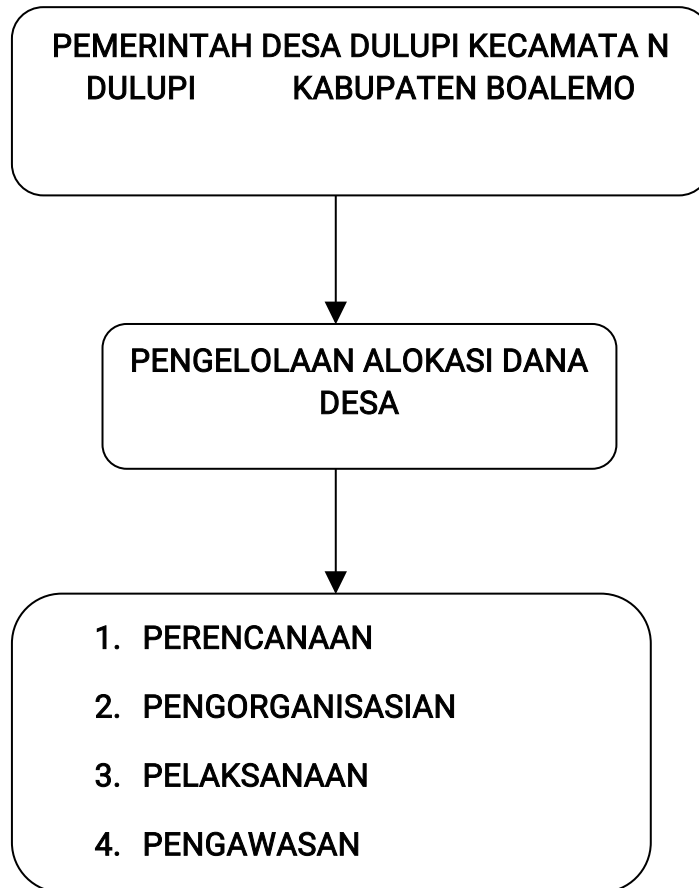 PEMERINTAH DESA DULUPI KECAMATA N
DULUPI KABUPATEN BOALEMO
PENGELOLAAN ALOKASI DANA
DESA
1. PERENCANAAN
2. PENGORGANISASIAN
3. PELAKSANAAN
4. PENGAWASAN